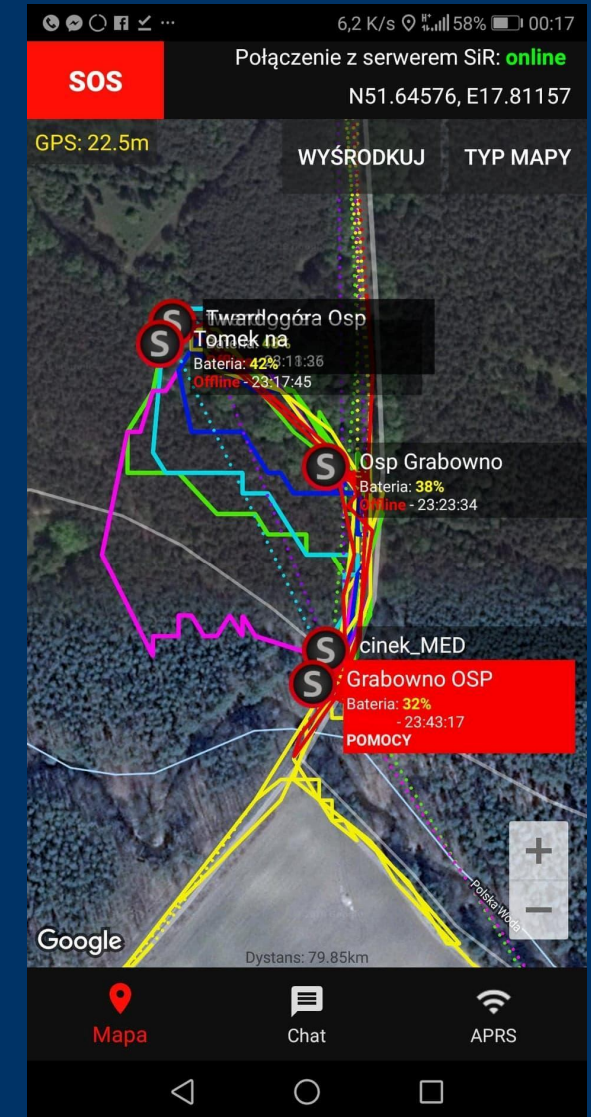 6,2 K/s 58% 00:17
SOS
Połączenie z serwerem SiR: online
N51.64576, E17.81157
GPS: 22.5m
WYŚRODKUJ TYP MAPY
Twardogóra Osp
Tomek na
Bateria: 42%
Offline - 23:17:45
Osp Grabowno
Bateria: 38%
Offline - 23:23:34
cinek_MED
Grabowno OSP
Bateria: 32%
- 23:43:17
POMOCY
+
−
Polska Woda
Google
Dystans: 79.85km
Mapa Chat APRS